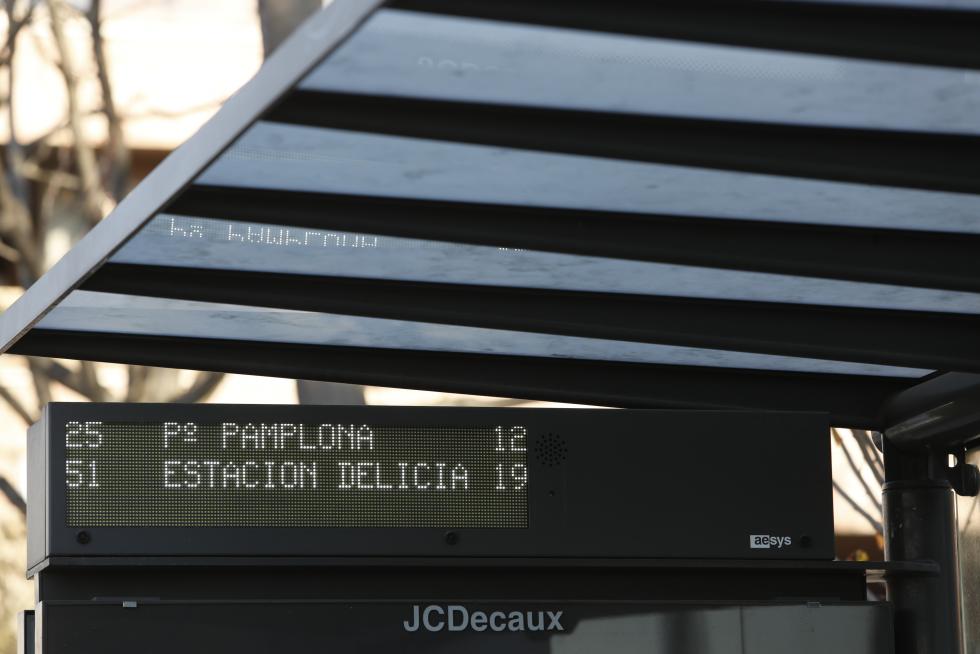 25 Pº PAMPLONA 12
51 ESTACION DELICIA 19
aesys
JCDecaux